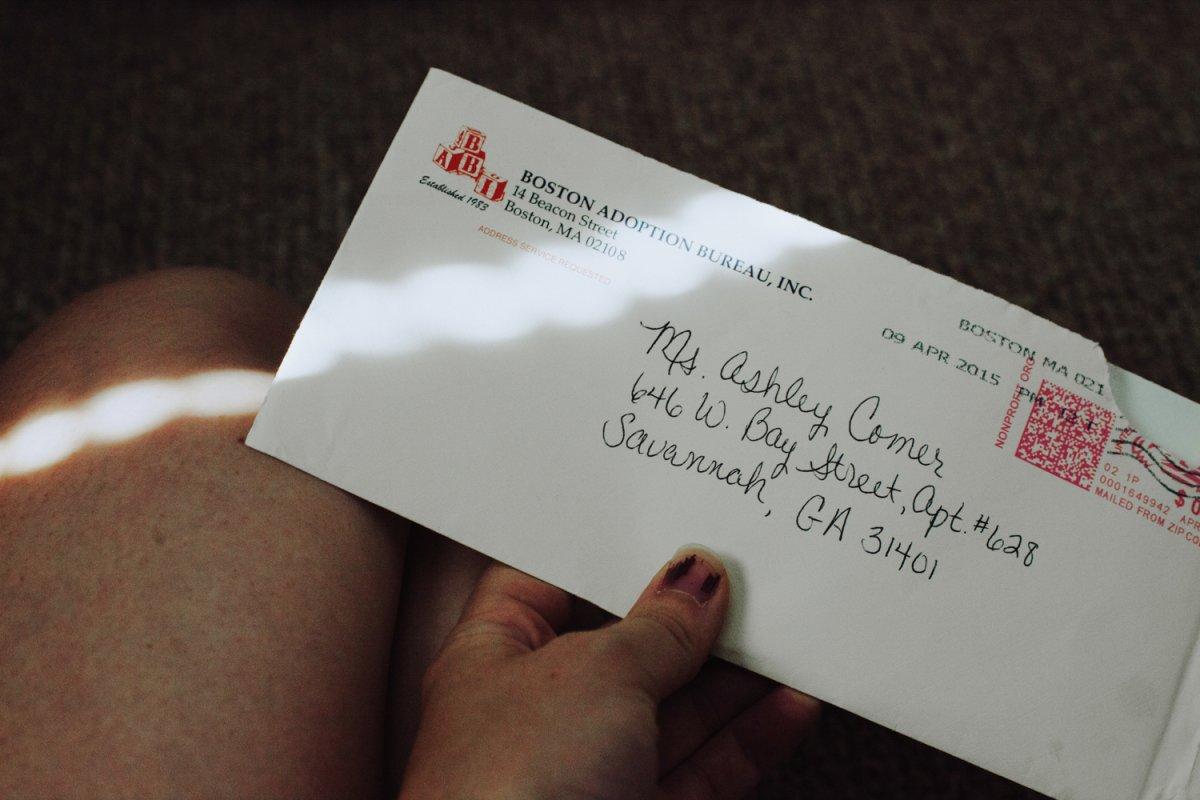 B
A B
B I
Established 1983
BOSTON ADOPTION BUREAU, INC.
14 Beacon Street
Boston, MA 02108
ADDRESS SERVICE REQUESTED
BOSTON MA 021
09 APR 2015 PM
NONPROFIT ORG
02 1P
0001649942 APR
MAILED FROM ZIP CO
Ms. Ashley Comer
646 W. Bay Street, Apt. #628
Savannah, GA 31401